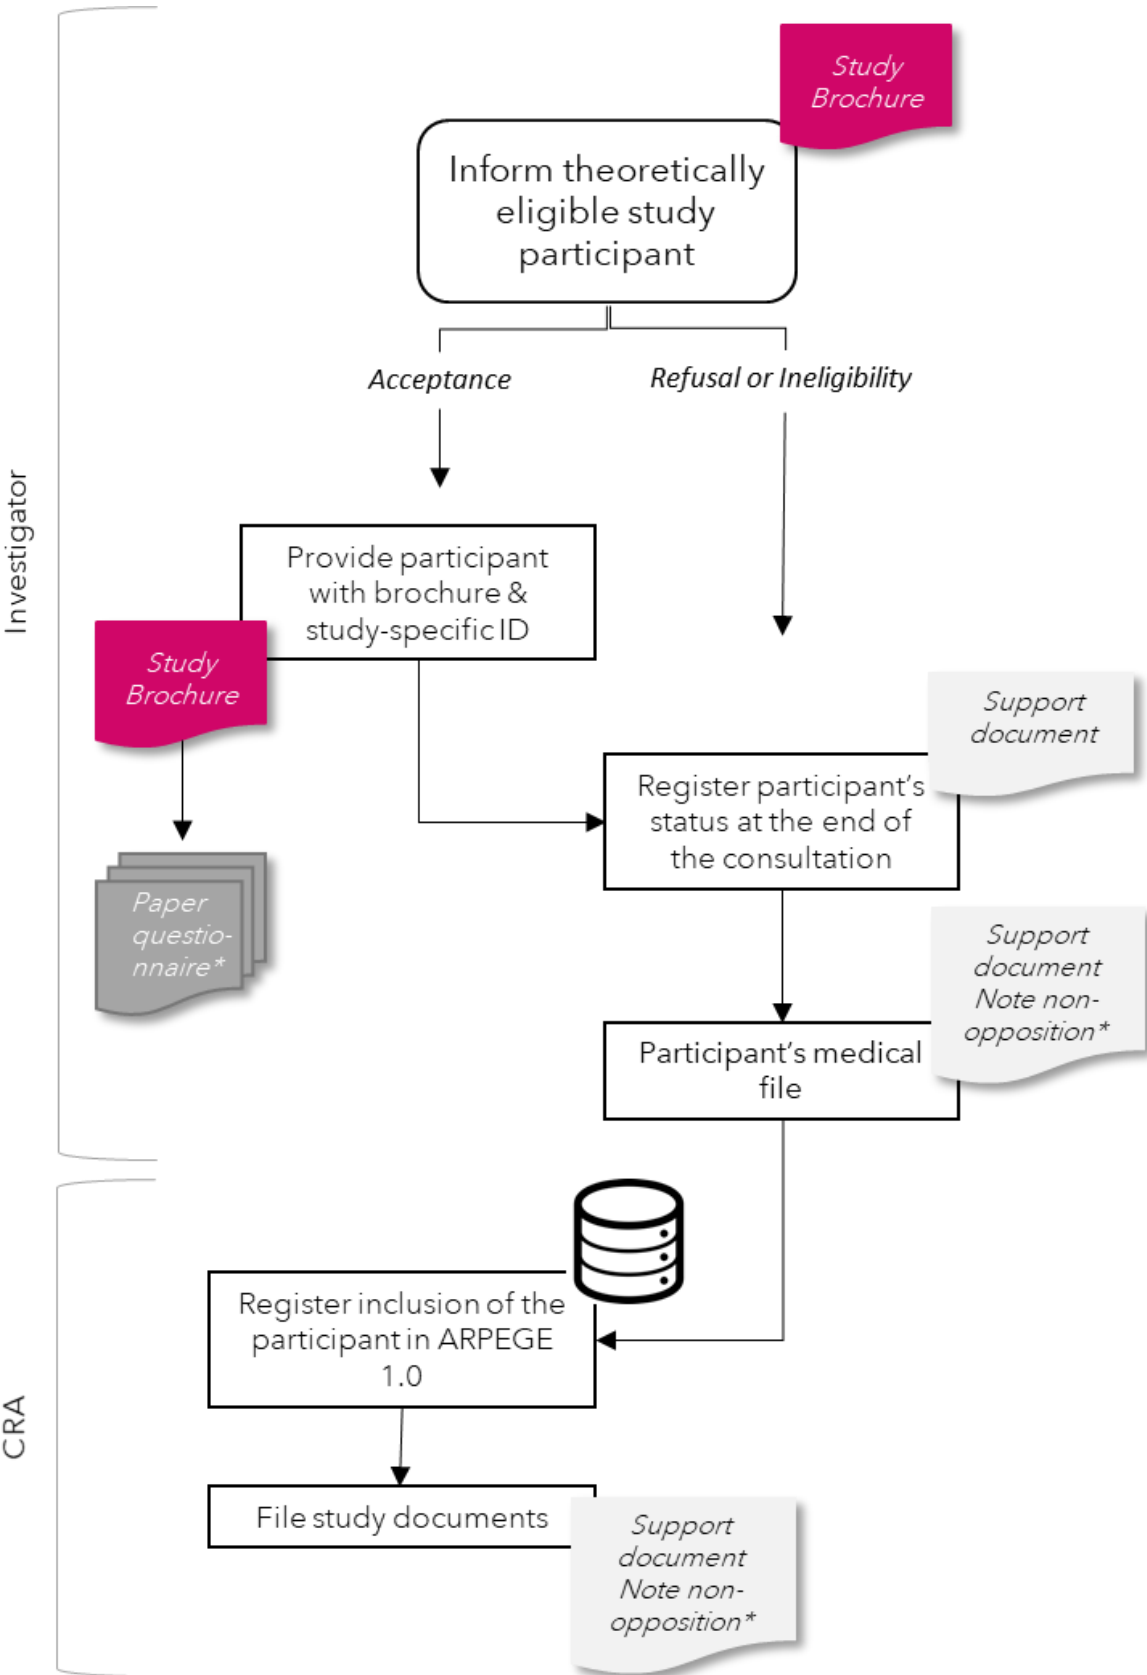 Study
Brochure
Inform theoretically
eligible study
participant
Acceptance
Refusal or Ineligibility
Investigator
Provide participant
with brochure &
study-specific ID
Study
Brochure
Support
document
Register participant's
status at the end of
the consultation
Paper
questio-
nnaire*
Support
document
Note non-
opposition*
Participant's medical
file
Register inclusion of the
participant in ARPEGE
1.0
CRA
File study documents
Support
document
Note non-
opposition*